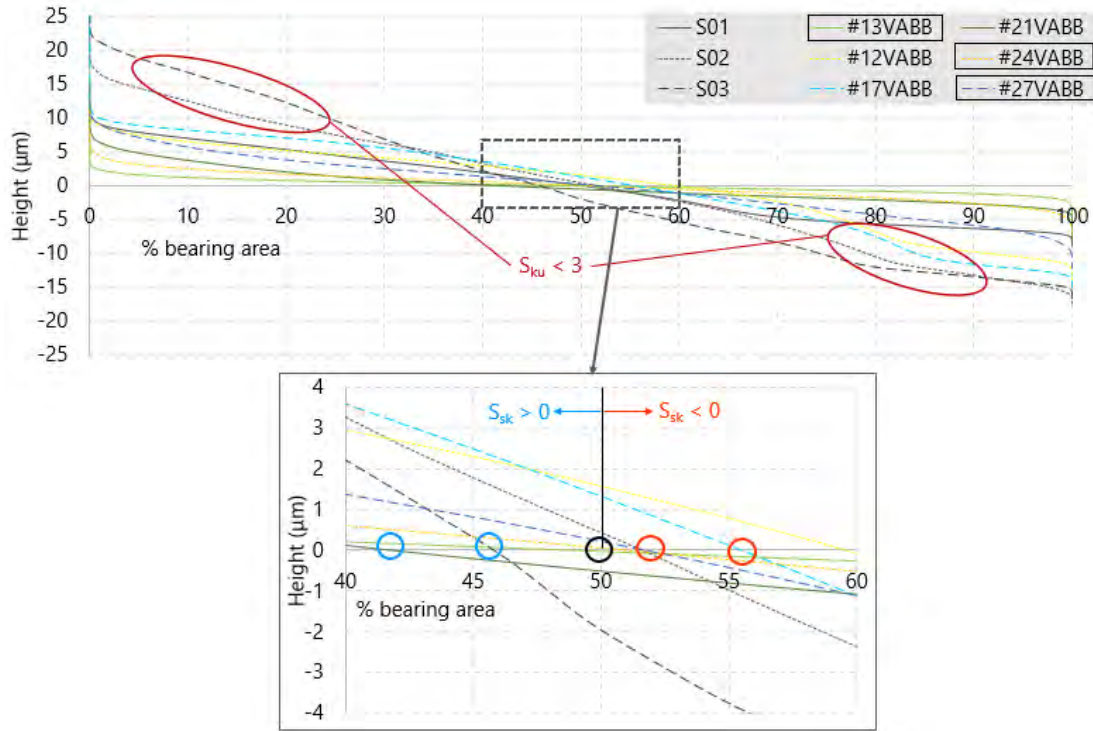 25
20
15
10
5
0
-5
-10
-15
-20
-25
Height (µm)
0 10 20 30 40 50 60 70 80 90 100
% bearing area
S01 #13VABB #21VABB
S02 #12VABB #24VABB
S03 #17VABB #27VABB
Sku < 3
4
3
2
1
0
-1
-2
-3
-4
Height (µm)
Ssk > 0 Ssk < 0
40 45 50 55 60
% bearing area